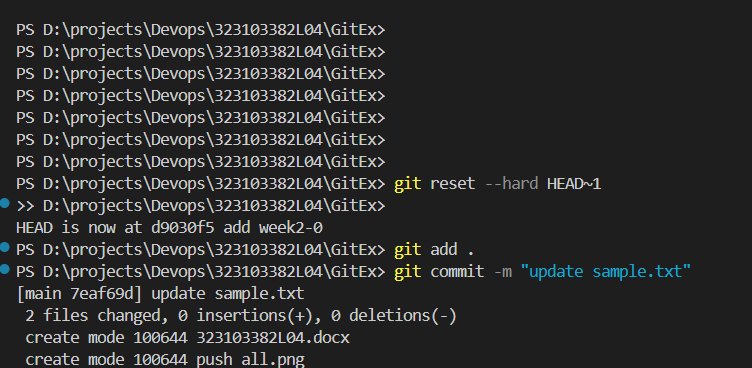 PS D:\projects\Devops\323103382L04\GitEx>
PS D:\projects\Devops\323103382L04\GitEx>
PS D:\projects\Devops\323103382L04\GitEx>
PS D:\projects\Devops\323103382L04\GitEx>
PS D:\projects\Devops\323103382L04\GitEx>
PS D:\projects\Devops\323103382L04\GitEx>
PS D:\projects\Devops\323103382L04\GitEx>
PS D:\projects\Devops\323103382L04\GitEx> git reset --hard HEAD~1
>> D:\projects\Devops\323103382L04\GitEx>
HEAD is now at d9030f5 add week2-0
PS D:\projects\Devops\323103382L04\GitEx> git add .
PS D:\projects\Devops\323103382L04\GitEx> git commit -m "update sample.txt"
[main 7eaf69d] update sample.txt
 2 files changed, 0 insertions(+), 0 deletions(-)
 create mode 100644 323103382L04.docx
 create mode 100644 push all.png